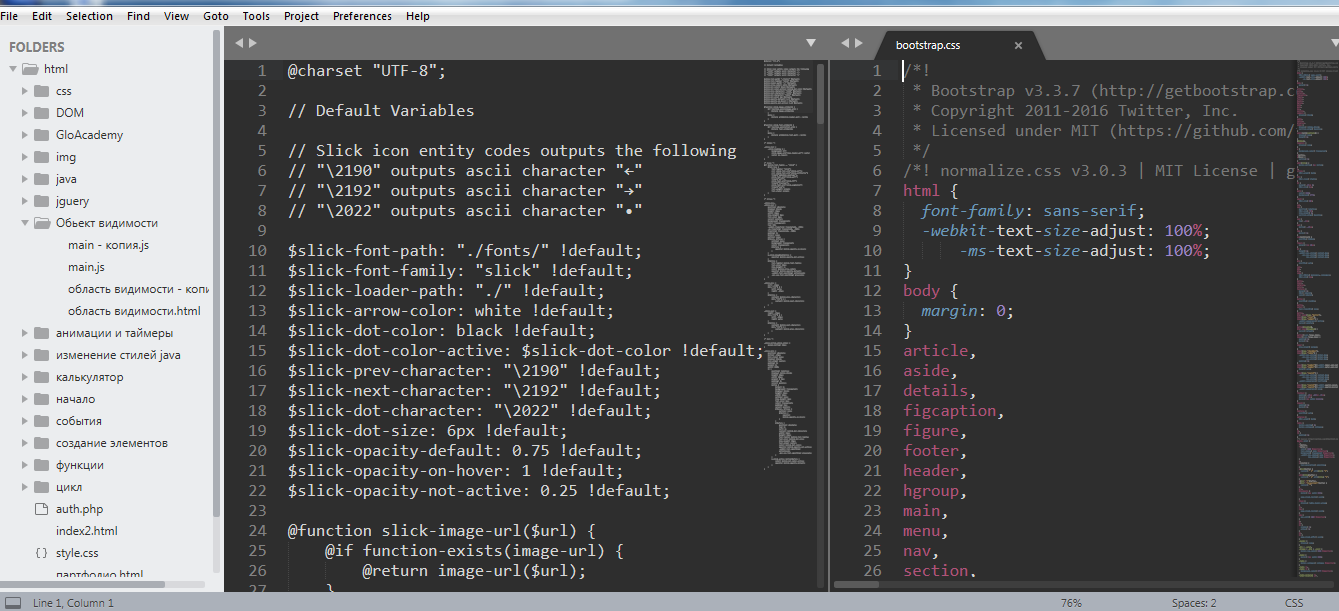 File Edit Selection Find View Goto Tools Project Preferences Help
FOLDERS
html
css
DOM
GloAcademy
img
java
jguery
Обьект видимости
main - копия.js
main.js
область видимости - копи
область видимости.html
анимации и таймеры
изменение стилей java
калькулятор
начало
события
создание элементов
функции
цикл
auth.php
index2.html
style.css
партфолио.html
1 @charset "UTF-8";
2
3 // Default Variables
4
5 // Slick icon entity codes outputs the following
6 // "\2190" outputs ascii character "←"
7 // "\2192" outputs ascii character "→"
8 // "\2022" outputs ascii character "•"
9
10 $slick-font-path: "./fonts/" !default;
11 $slick-font-family: "slick" !default;
12 $slick-loader-path: "./" !default;
13 $slick-arrow-color: white !default;
14 $slick-dot-color: black !default;
15 $slick-dot-color-active: $slick-dot-color !default;
16 $slick-prev-character: "\2190" !default;
17 $slick-next-character: "\2192" !default;
18 $slick-dot-character: "\2022" !default;
19 $slick-dot-size: 6px !default;
20 $slick-opacity-default: 0.75 !default;
21 $slick-opacity-on-hover: 1 !default;
22 $slick-opacity-not-active: 0.25 !default;
23
24 @function slick-image-url($url) {
25 @if function-exists(image-url) {
26 @return image-url($url);
27 }
bootstrap.css ×
1 /*!
2 * Bootstrap v3.3.7 (http://getbootstrap.c
3 * Copyright 2011-2016 Twitter, Inc.
4 * Licensed under MIT (https://github.com/
5 */
6 /*! normalize.css v3.0.3 | MIT License | g
7 html {
8 font-family: sans-serif;
9 -webkit-text-size-adjust: 100%;
10 -ms-text-size-adjust: 100%;
11 }
12 body {
13 margin: 0;
14 }
15 article,
16 aside,
17 details,
18 figcaption,
19 figure,
20 footer,
21 header,
22 hgroup,
23 main,
24 menu,
25 nav,
26 section,
Line 1, Column 1 76% Spaces: 2 CSS